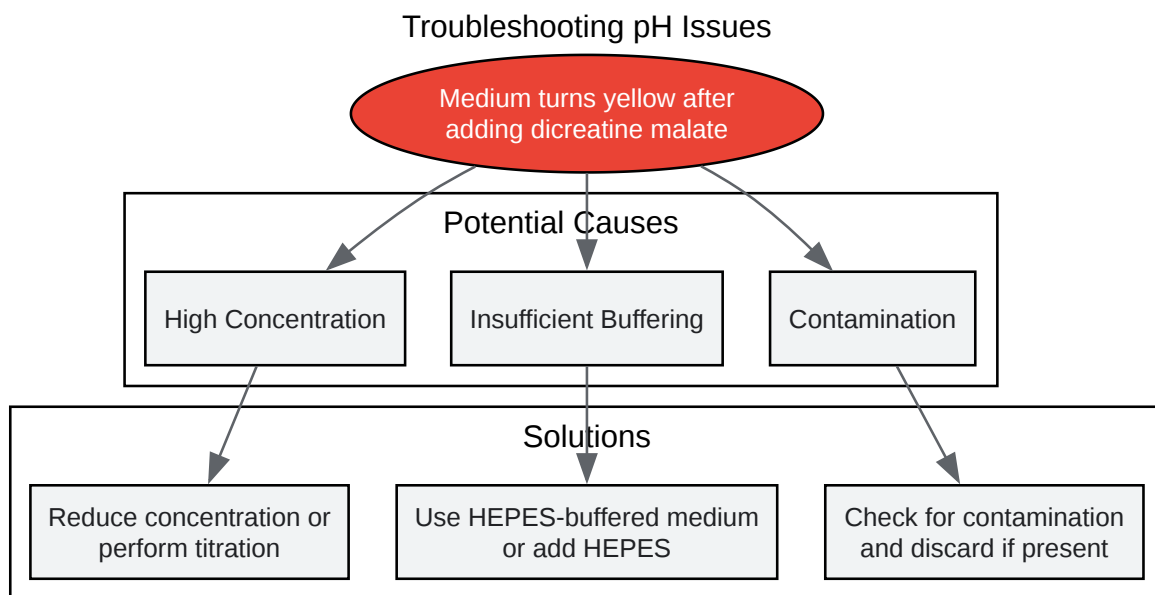 Troubleshooting pH Issues
Medium turns yellow after
adding dicreatine malate
Potential Causes
High Concentration
Insufficient Buffering
Contamination
Solutions
Reduce concentration or
perform titration
Use HEPES-buffered medium
or add HEPES
Check for contamination
and discard if present